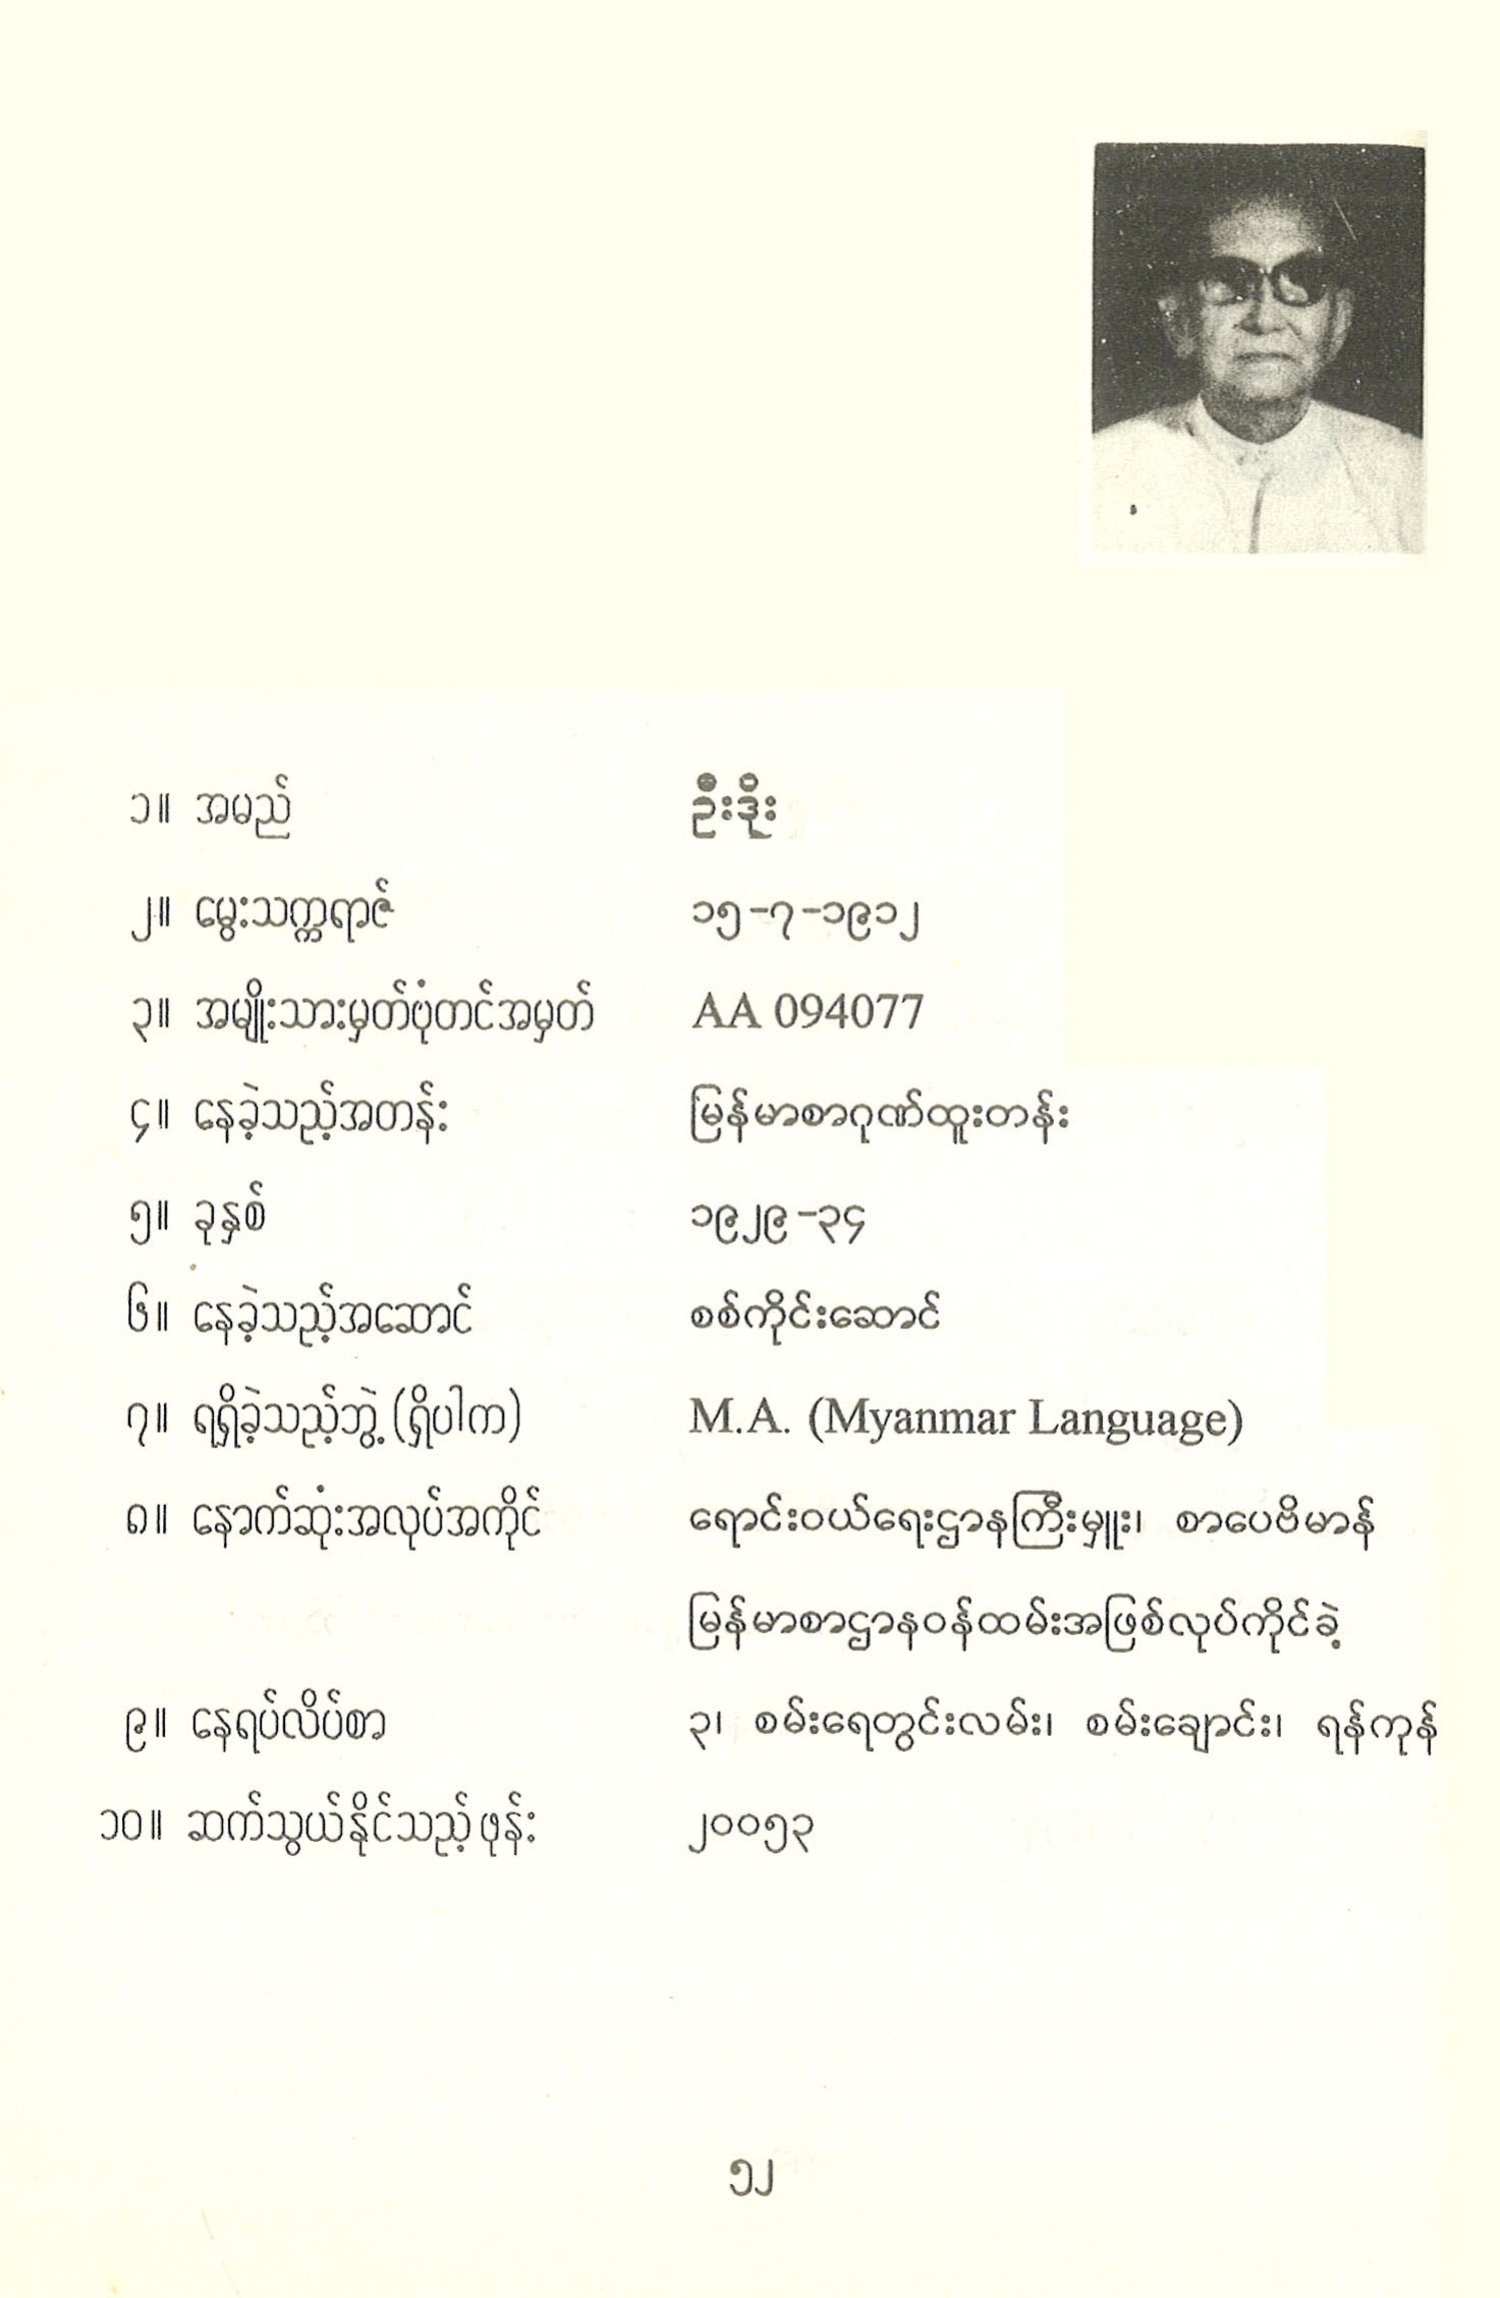 ၁။ အမည် ဦးဒိုး
၂။ မွေးသက္ကရာဇ် ၁၅-၇-၁၉၁၂
၃။ အမျိုးသားမှတ်ပုံတင်အမှတ် AA 094077
၄။ နေခဲ့သည့်အတန်း မြန်မာစာဂုဏ်ထူးတန်း
၅။ ခုနှစ် ၁၉၂၉-၃၄
၆။ နေခဲ့သည့်အဆောင် စစ်ကိုင်းဆောင်
၇။ ရရှိခဲ့သည့်ဘွဲ့ (ရှိပါက) M.A. (Myanmar Language)
၈။ နောက်ဆုံးအလုပ်အကိုင် ရောင်းဝယ်ရေးဌာနကြီးမှူး၊ စာပေဗိမာန်
မြန်မာစာဌာနဝန်ထမ်းအဖြစ်လုပ်ကိုင်ခဲ့
၉။ နေရပ်လိပ်စာ ၃၊ စမ်းရေတွင်းလမ်း၊ စမ်းချောင်း၊ ရန်ကုန်
၁၀။ ဆက်သွယ်နိုင်သည့်ဖုန်း ၂၀၀၅၃
၅၂